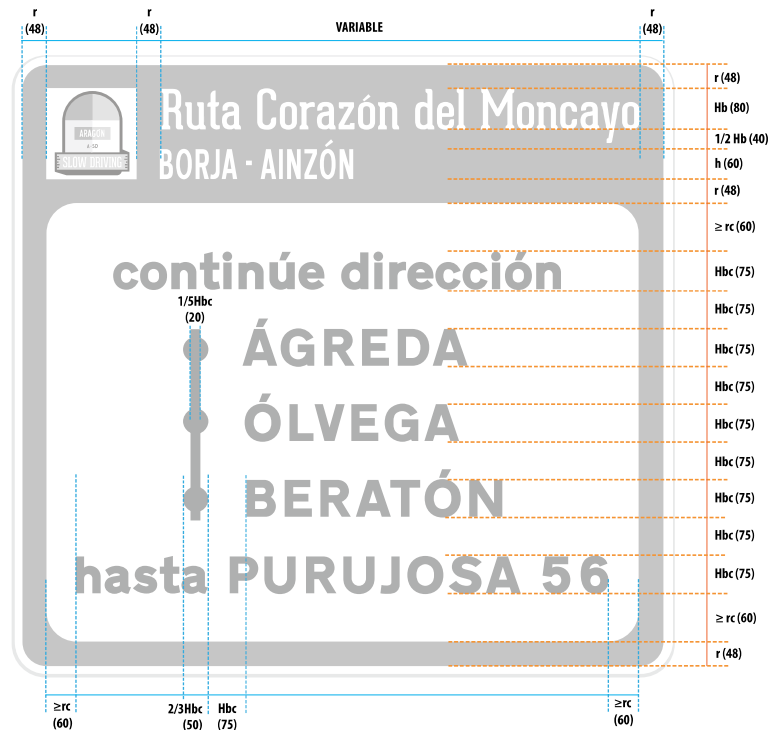 r r r
(48) (48) VARIABLE (48)
r (48)
Ruta Corazón del Moncayo Hb (80)
ARAGÓN 1/2 Hb (40)
SLOW DRIVING BORJA - AINZÓN h (60)
r (48)
≥ rc (60)
continúe dirección Hbc (75)
1/5Hbc
(20) Hbc (75)
ÁGREDA Hbc (75)
Hbc (75)
ÓLVEGA Hbc (75)
Hbc (75)
BERATÓN Hbc (75)
Hbc (75)
hasta PURUJOSA 56 Hbc (75)
≥ rc (60)
r (48)
≥rc 2/3Hbc Hbc ≥rc
(60) (50) (75) (60)